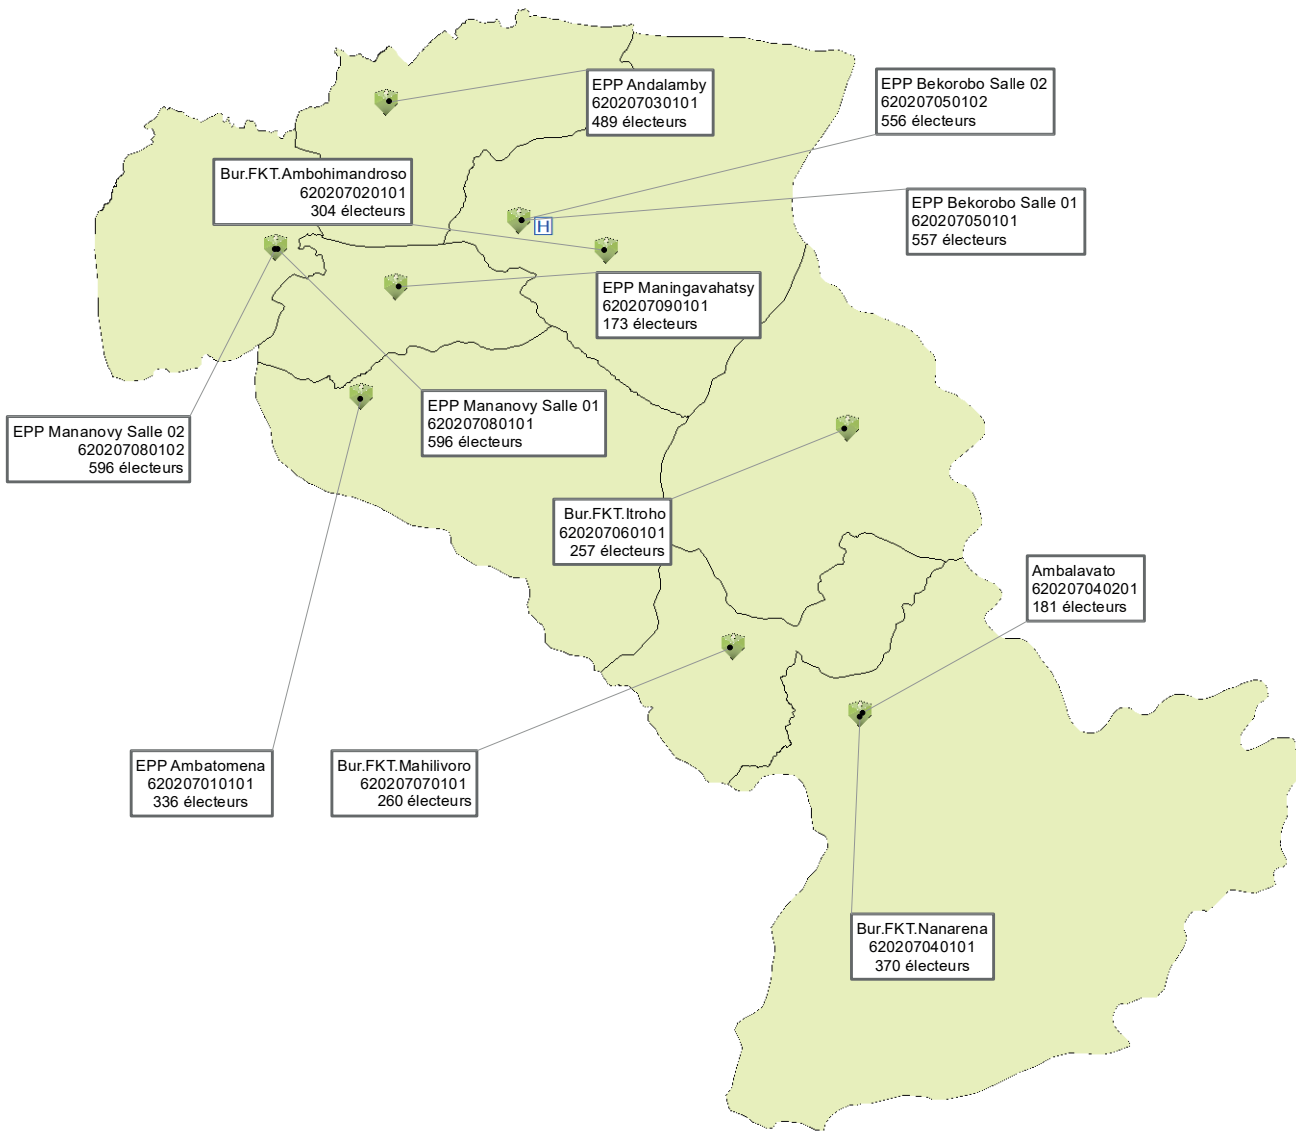 EPP Andalamby
620207030101
489 électeurs
EPP Bekorobo Salle 02
620207050102
556 électeurs
Bur.FKT.Ambohimandroso
620207020101
304 électeurs
EPP Bekorobo Salle 01
620207050101
557 électeurs
H
EPP Maningavahatsy
620207090101
173 électeurs
EPP Mananovy Salle 01
620207080101
596 électeurs
EPP Mananovy Salle 02
620207080102
596 électeurs
Bur.FKT.Itroho
620207060101
257 électeurs
Ambalavato
620207040201
181 électeurs
EPP Ambatomena
620207010101
336 électeurs
Bur.FKT.Mahilivoro
620207070101
260 électeurs
Bur.FKT.Nanarena
620207040101
370 électeurs